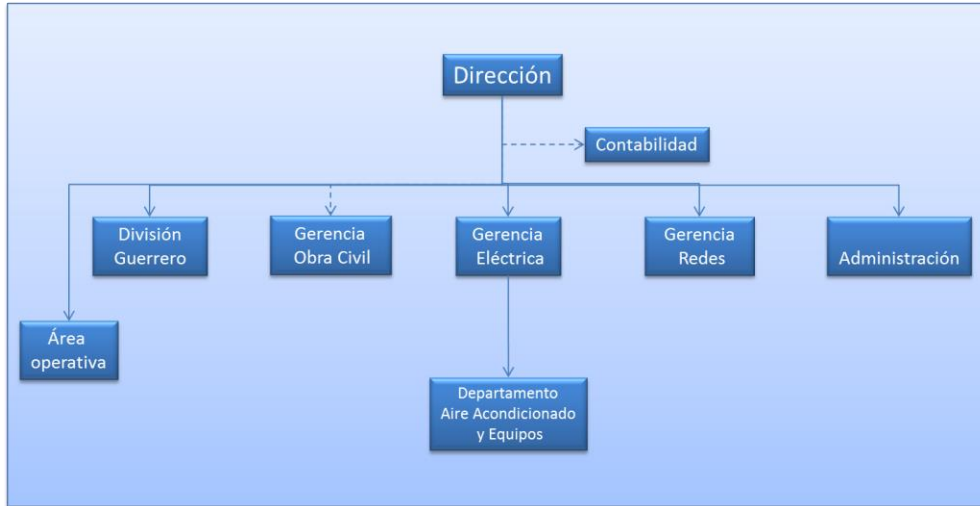 Dirección
Contabilidad
División
Guerrero
Gerencia
Obra Civil
Gerencia
Eléctrica
Gerencia
Redes
Administración
Área
operativa
Departamento
Aire Acondicionado
y Equipos